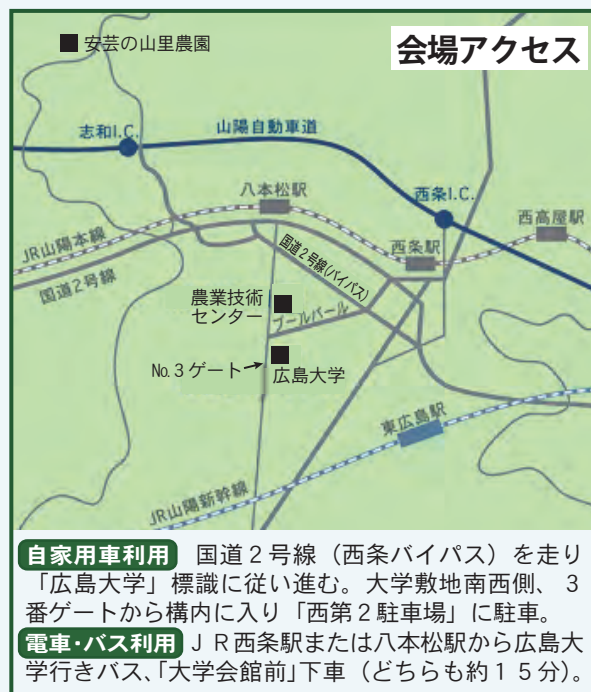 会場アクセス
■ 安芸の山里農園
志和I.C.
山陽自動車道
八本松駅
西条I.C.
西高屋駅
西条駅
JR山陽本線
国道2号線
国道2号線(バイパス)
農業技術
センター
ブールバール
No.3 ゲート→
広島大学
東広島駅
JR山陽新幹線
自家用車利用 国道２号線（西条バイパス）を走り
「広島大学」標識に従い進む。大学敷地南西側、３
番ゲートから構内に入り「西第２駐車場」に駐車。
電車・バス利用 ＪＲ西条駅または八本松駅から広島大
学行きバス、「大学会館前」下車（どちらも約１５分）。